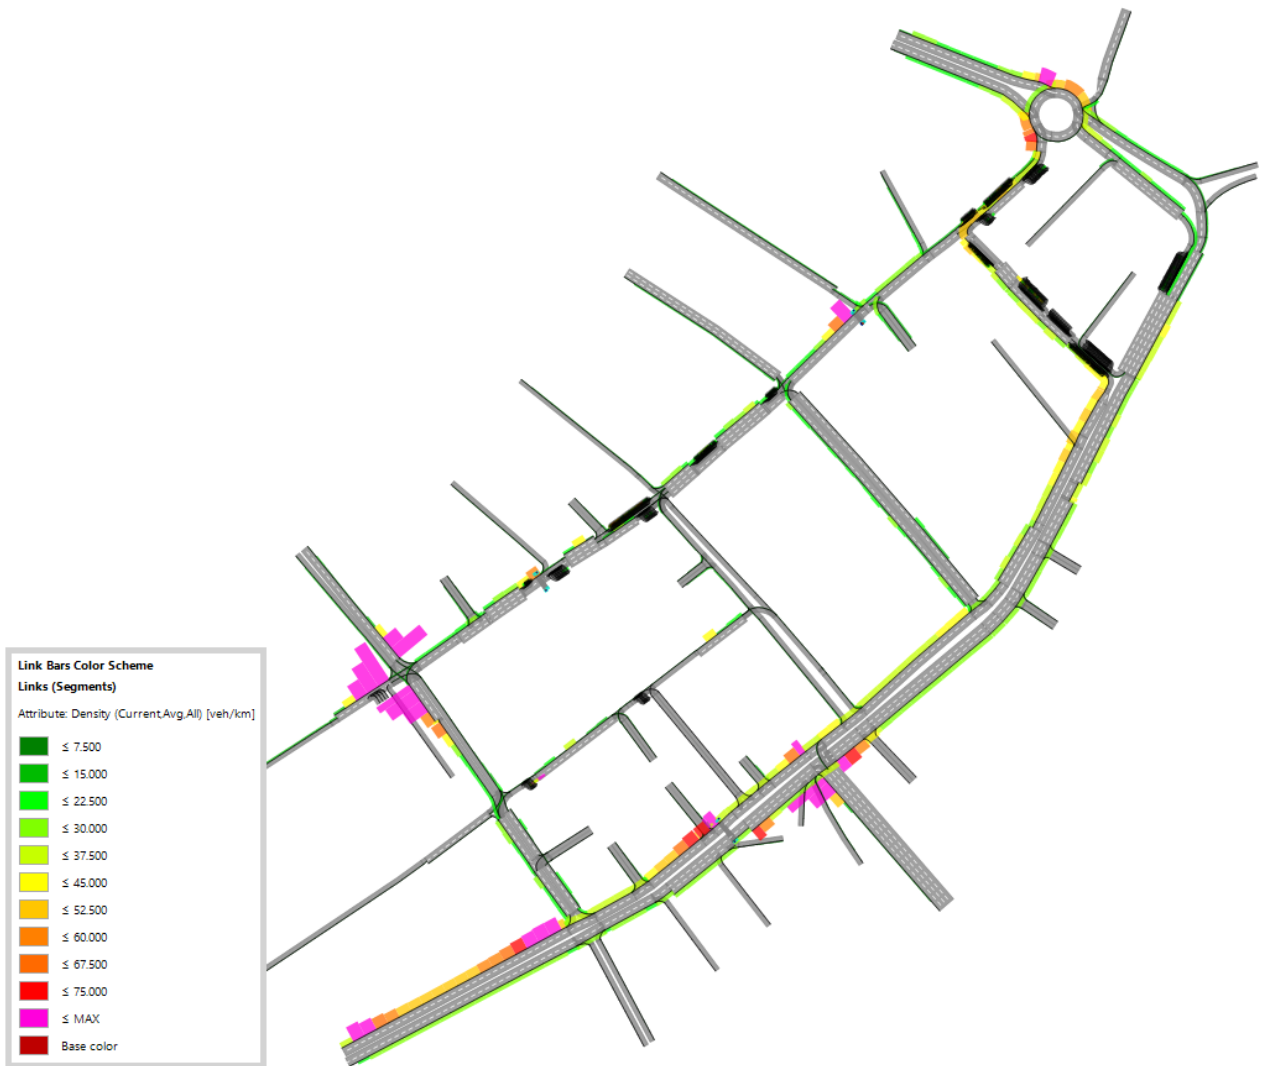 Link Bars Color Scheme
Links (Segments)
Attribute: Density (Current,Avg,All) [veh/km]
≤ 7.500
≤ 15.000
≤ 22.500
≤ 30.000
≤ 37.500
≤ 45.000
≤ 52.500
≤ 60.000
≤ 67.500
≤ 75.000
≤ MAX
Base color